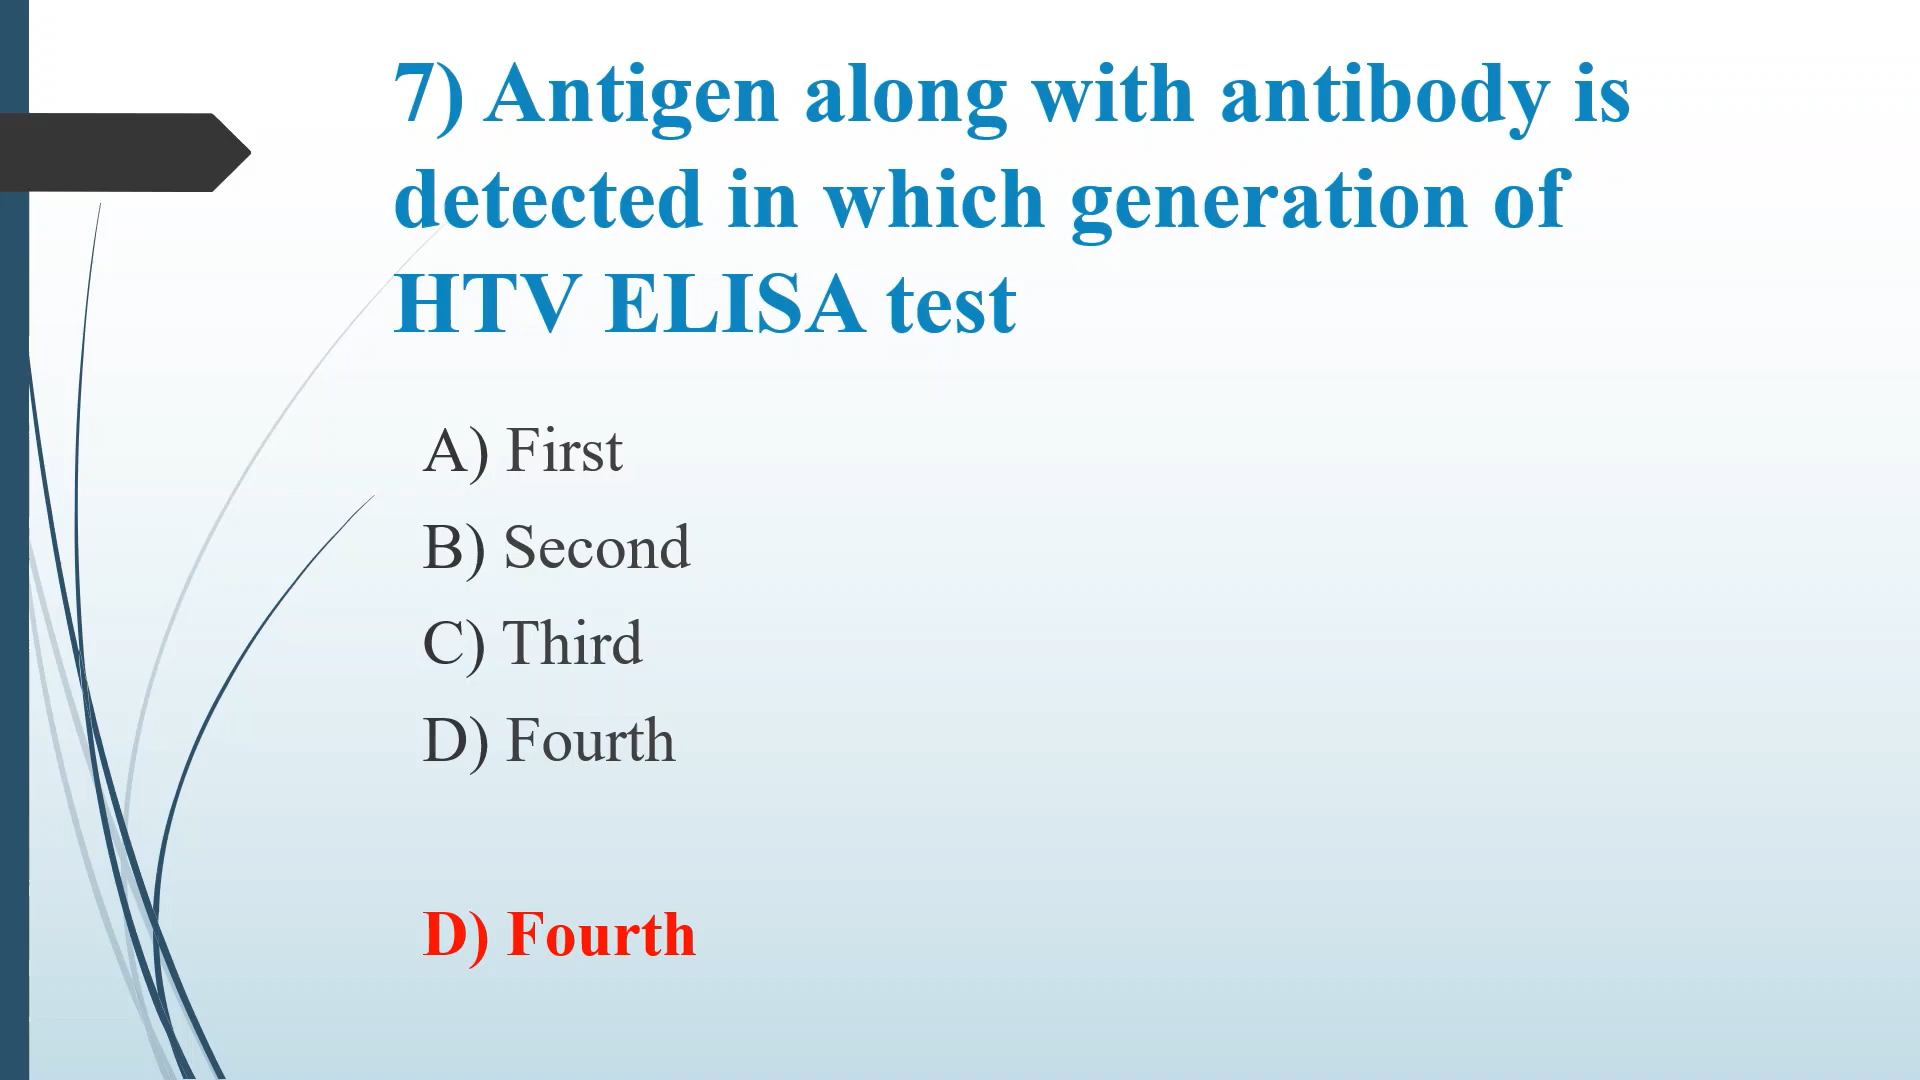 7) Antigen along with antibody is
detected in which generation of
HTV ELISA test
A) First
B) Second
C) Third
D) Fourth
D) Fourth